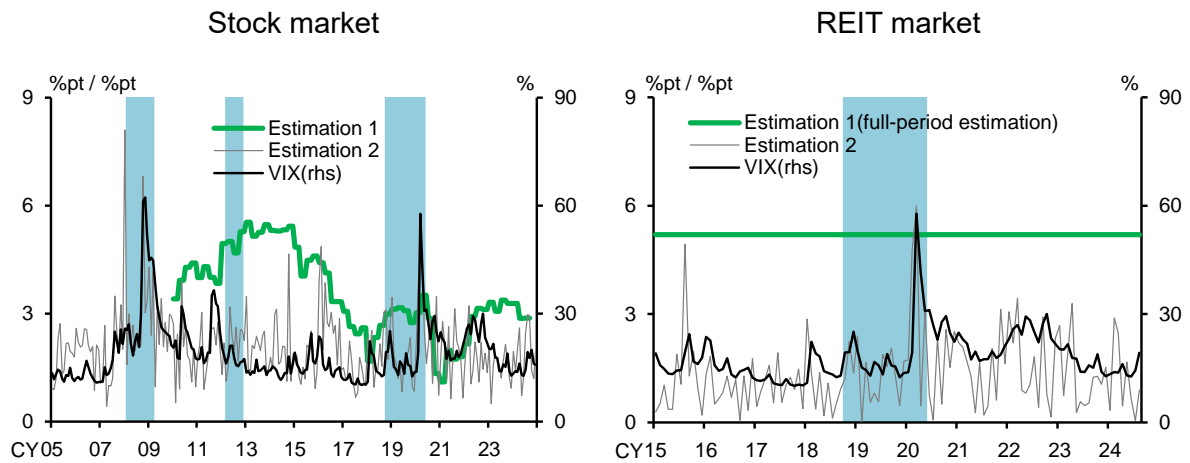 Stock market
%pt / %pt
%
9
90
Estimation 1
Estimation 2
VIX(rhs)
6
60
3
30
0
0
CY05 07 09 11 13 15 17 19 21 23
REIT market
%pt / %pt
%
9
90
Estimation 1(full-period estimation)
Estimation 2
VIX(rhs)
6
60
3
30
0
0
CY15 16 17 18 19 20 21 22 23 24